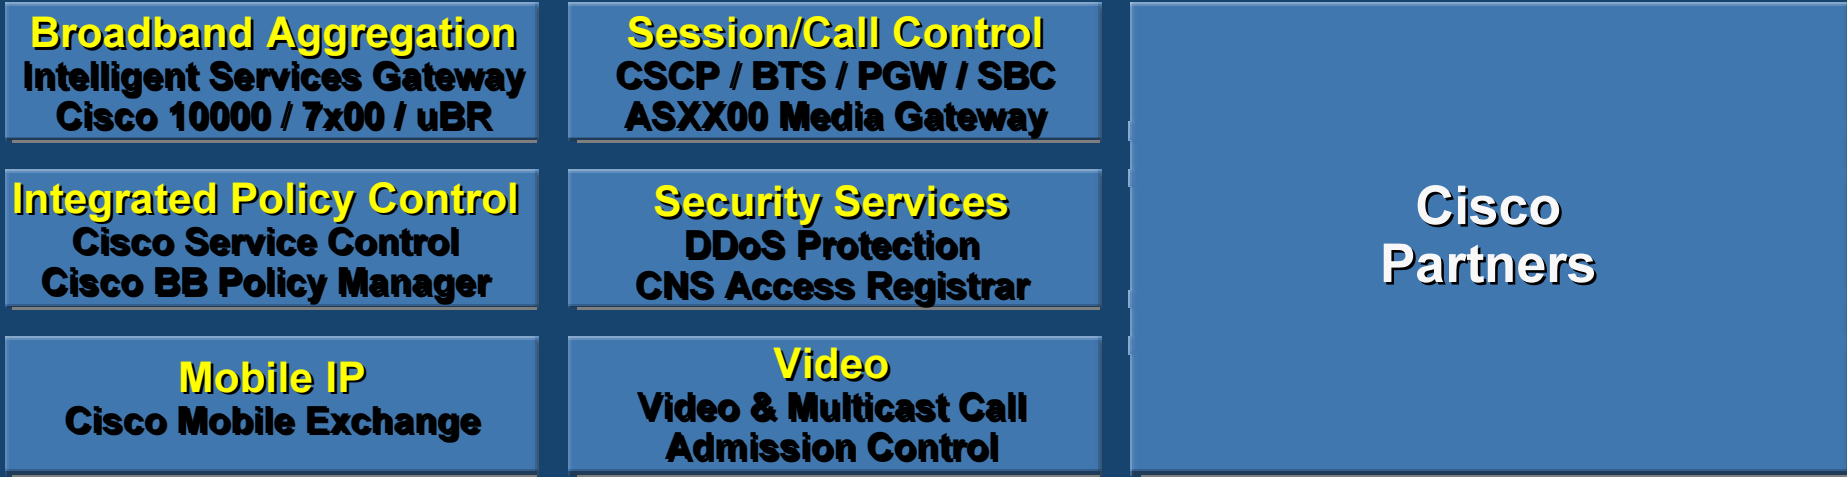 Broadband Aggregation
Intelligent Services Gateway
Cisco 10000 / 7x00 / uBR
Session/Call Control
CSCP / BTS / PGW / SBC
ASXX00 Media Gateway
Integrated Policy Control
Cisco Service Control
Cisco BB Policy Manager
Security Services
DDoS Protection
CNS Access Registrar
Mobile IP
Cisco Mobile Exchange
Video
Video & Multicast Call
Admission Control
Cisco
Partners